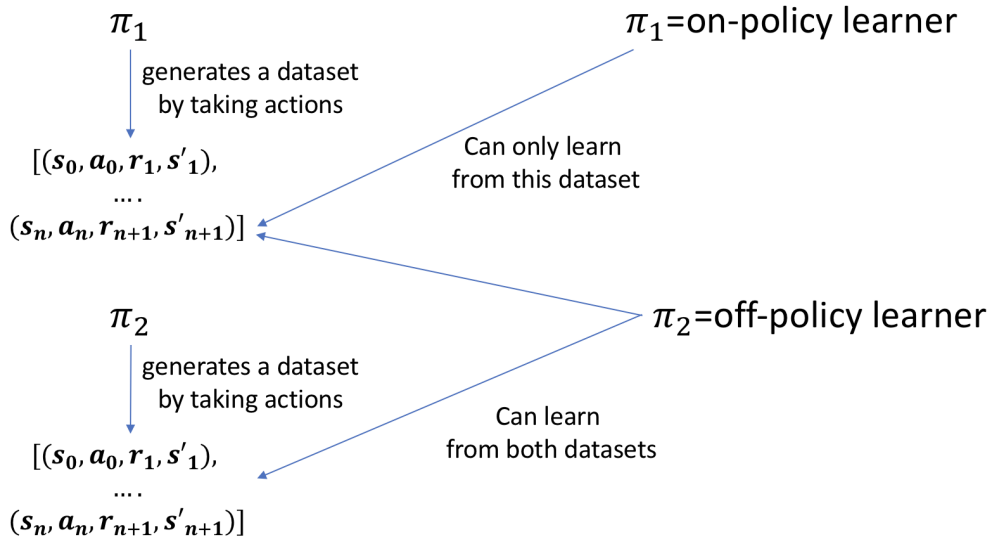 π₁
π₁=on-policy learner
generates a dataset
by taking actions
Can only learn
from this dataset
[(s₀, a₀, r₁, s′₁),
….
(sₙ, aₙ, rₙ₊₁, s′ₙ₊₁)]
π₂
π₂=off-policy learner
generates a dataset
by taking actions
Can learn
from both datasets
[(s₀, a₀, r₁, s′₁),
….
(sₙ, aₙ, rₙ₊₁, s′ₙ₊₁)]